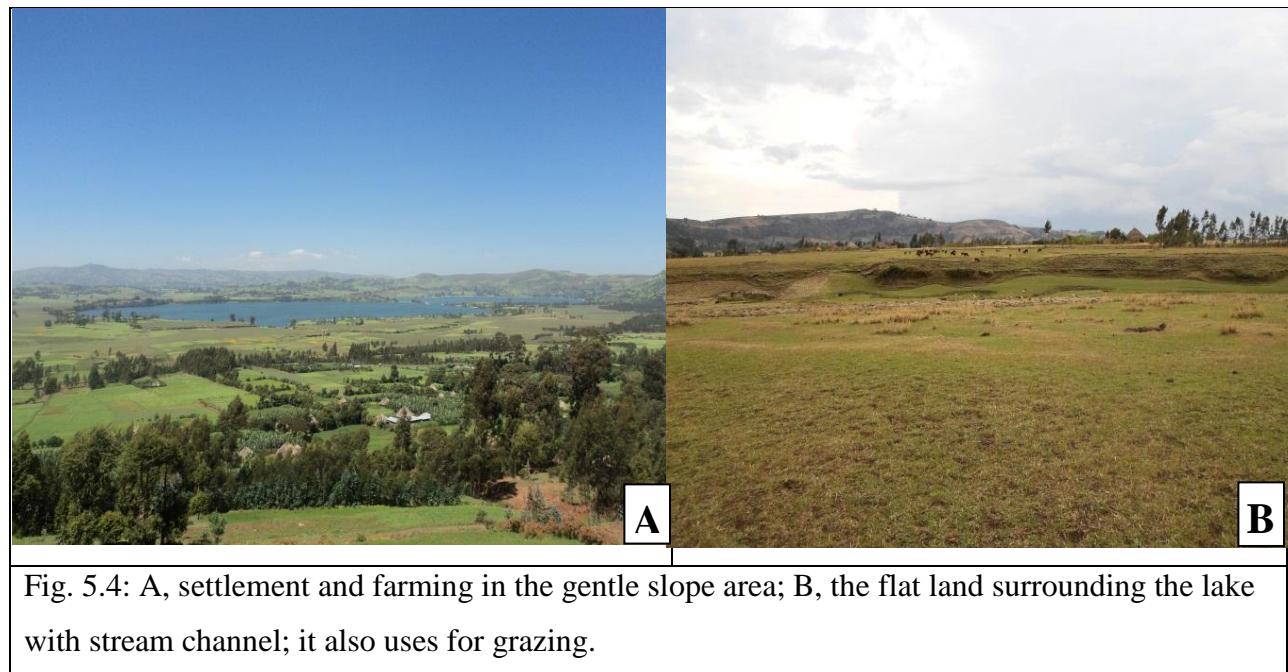 A
B
Fig. 5.4: A, settlement and farming in the gentle slope area; B, the flat land surrounding the lake
with stream channel; it also uses for grazing.